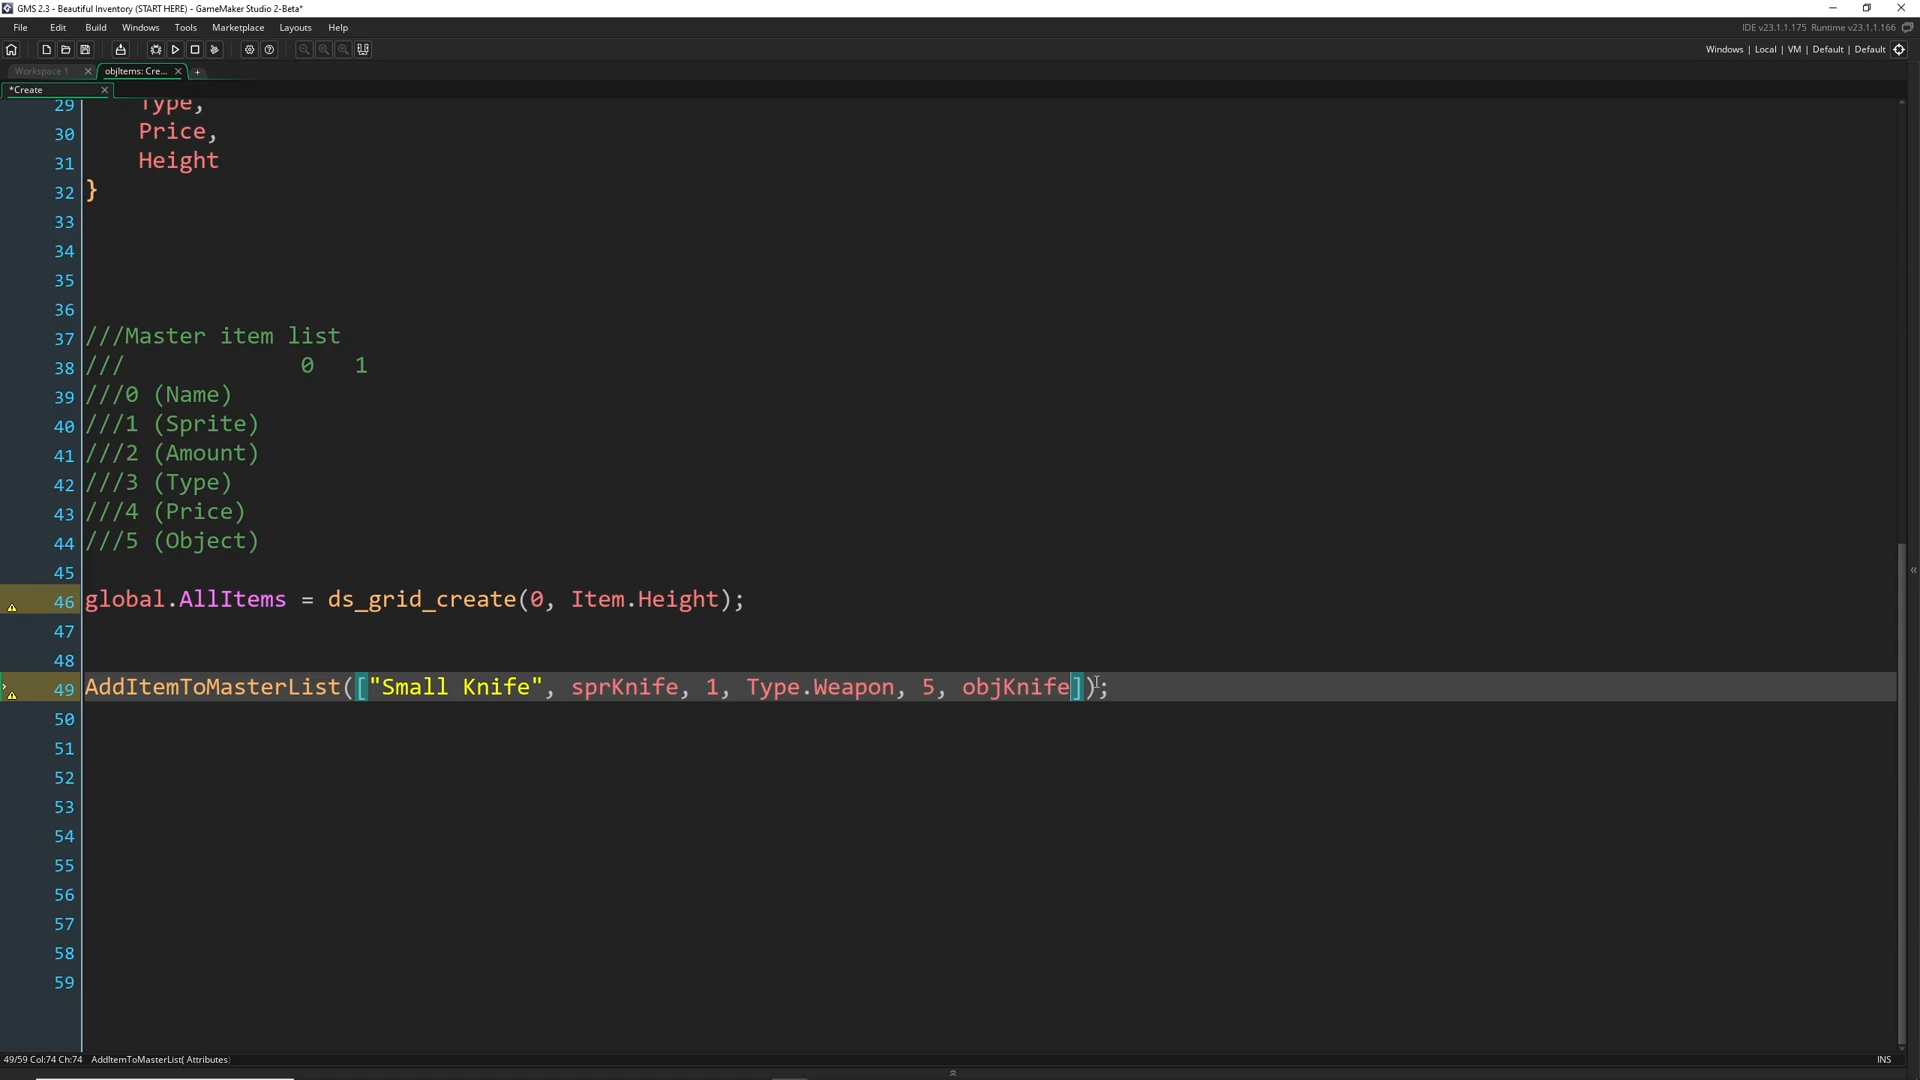 GMS 2.3 - Beautiful Inventory (START HERE) - GameMaker Studio 2-Beta*
File Edit Build Windows Tools Marketplace Layouts Help
IDE v23.1.1.175 Runtime v23.1.1.166
Windows | Local | VM | Default | Default
Workspace 1 objItems: Cre...
*Create
29 Type,
30 Price,
31 Height
32 }
33
34
35
36
37 ///Master item list
38 /// 0 1
39 ///0 (Name)
40 ///1 (Sprite)
41 ///2 (Amount)
42 ///3 (Type)
43 ///4 (Price)
44 ///5 (Object)
45
46 global.AllItems = ds_grid_create(0, Item.Height);
47
48
49 AddItemToMasterList(["Small Knife", sprKnife, 1, Type.Weapon, 5, objKnife]);
50
51
52
53
54
55
56
57
58
59
49/59 Col:74 Ch:74 AddItemToMasterList( Attributes) INS